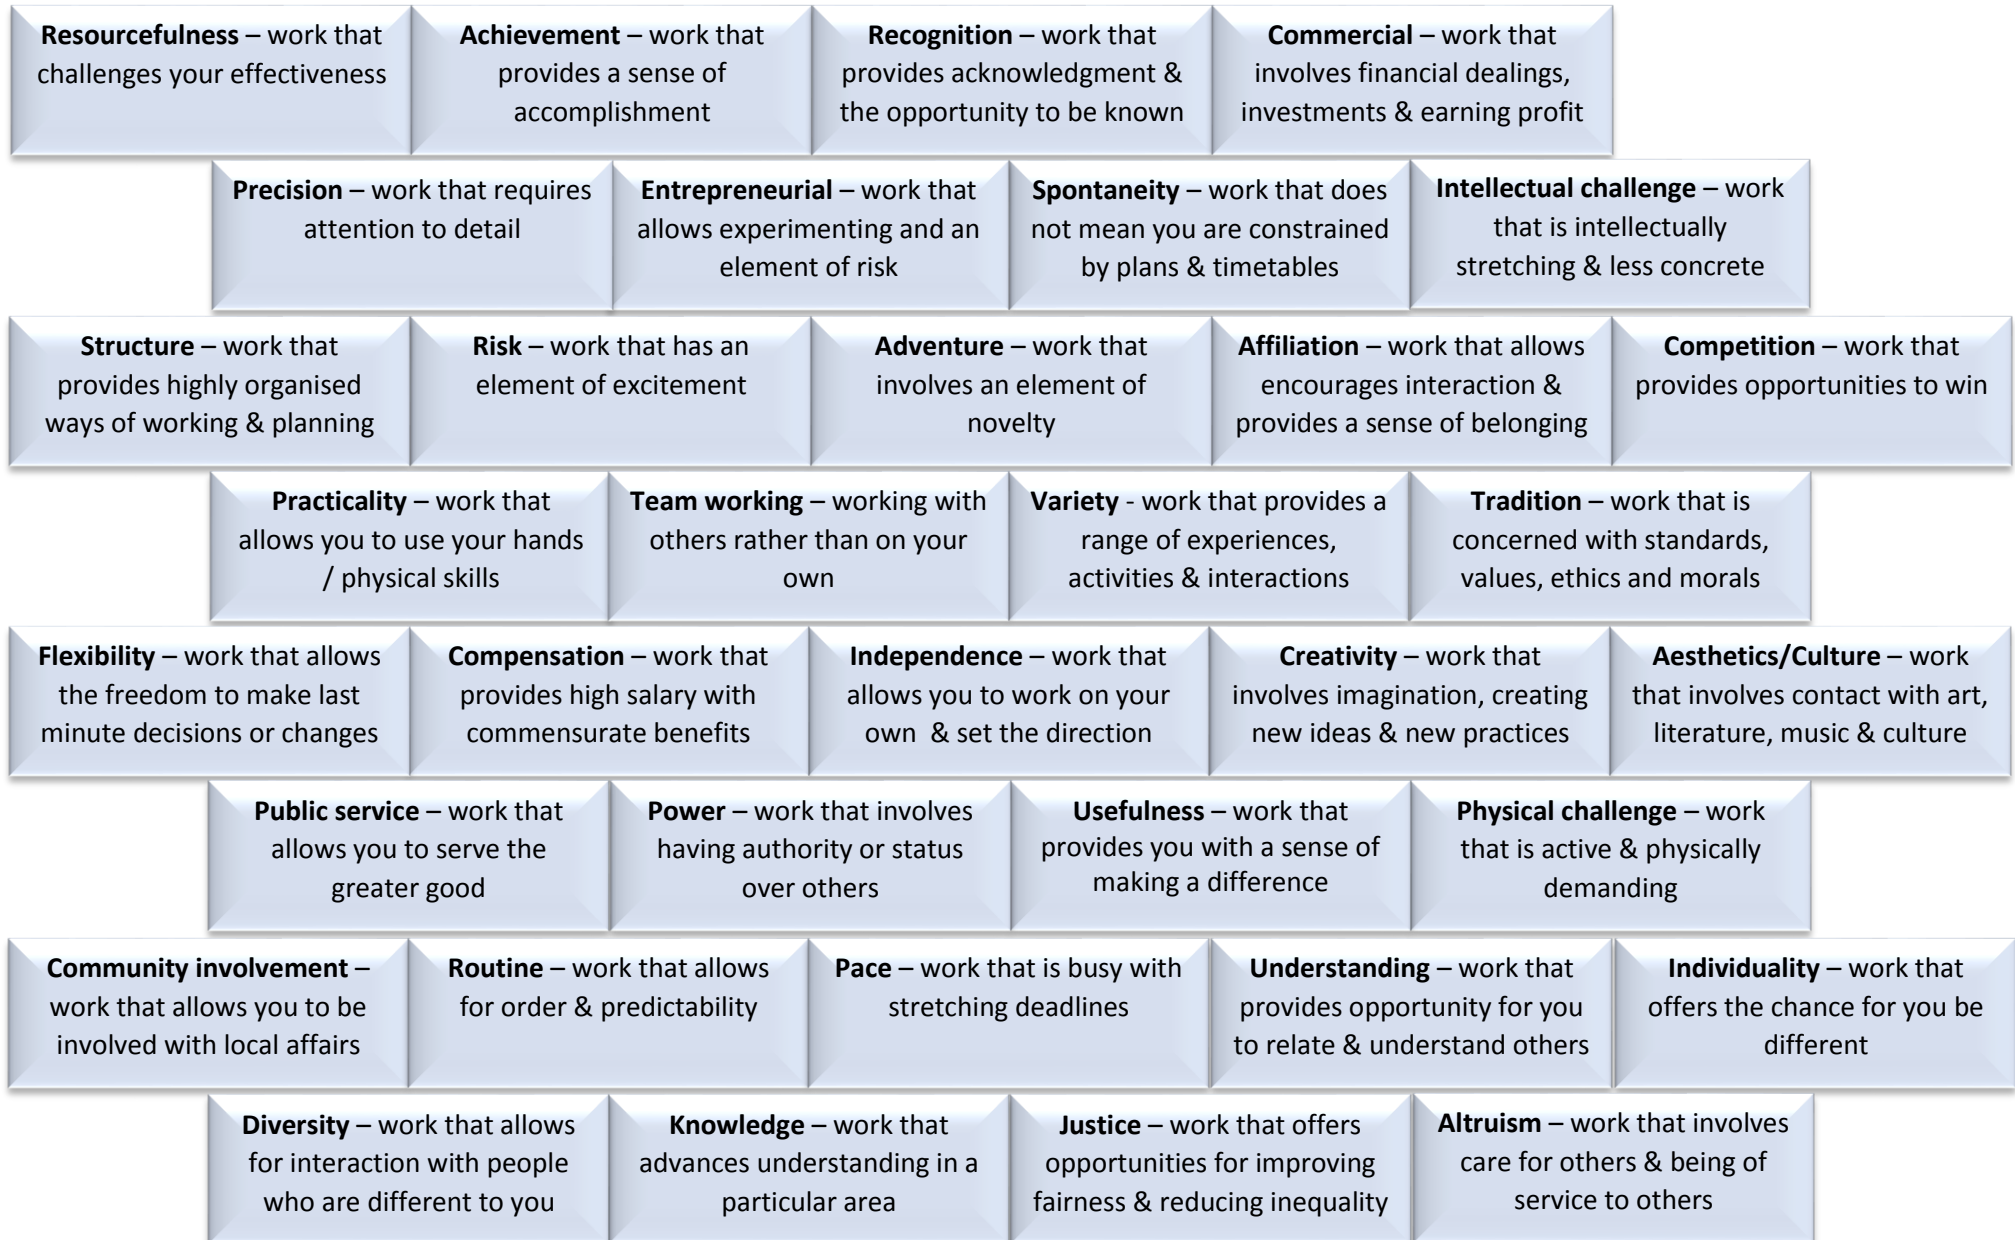 Resourcefulness – work that
challenges your effectiveness
Achievement – work that
provides a sense of
accomplishment
Recognition – work that
provides acknowledgment &
the opportunity to be known
Commercial – work that
involves financial dealings,
investments & earning profit
Precision – work that requires
attention to detail
Entrepreneurial – work that
allows experimenting and an
element of risk
Spontaneity – work that does
not mean you are constrained
by plans & timetables
Intellectual challenge – work
that is intellectually
stretching & less concrete
Structure – work that
provides highly organised
ways of working & planning
Risk – work that has an
element of excitement
Adventure – work that
involves an element of
novelty
Affiliation – work that allows
encourages interaction &
provides a sense of belonging
Competition – work that
provides opportunities to win
Practicality – work that
allows you to use your hands
/ physical skills
Team working – working with
others rather than on your
own
Variety - work that provides a
range of experiences,
activities & interactions
Tradition – work that is
concerned with standards,
values, ethics and morals
Flexibility – work that allows
the freedom to make last
minute decisions or changes
Compensation – work that
provides high salary with
commensurate benefits
Independence – work that
allows you to work on your
own & set the direction
Creativity – work that
involves imagination, creating
new ideas & new practices
Aesthetics/Culture – work
that involves contact with art,
literature, music & culture
Public service – work that
allows you to serve the
greater good
Power – work that involves
having authority or status
over others
Usefulness – work that
provides you with a sense of
making a difference
Physical challenge – work
that is active & physically
demanding
Community involvement –
work that allows you to be
involved with local affairs
Routine – work that allows
for order & predictability
Pace – work that is busy with
stretching deadlines
Understanding – work that
provides opportunity for you
to relate & understand others
Individuality – work that
offers the chance for you be
different
Diversity – work that allows
for interaction with people
who are different to you
Knowledge – work that
advances understanding in a
particular area
Justice – work that offers
opportunities for improving
fairness & reducing inequality
Altruism – work that involves
care for others & being of
service to others